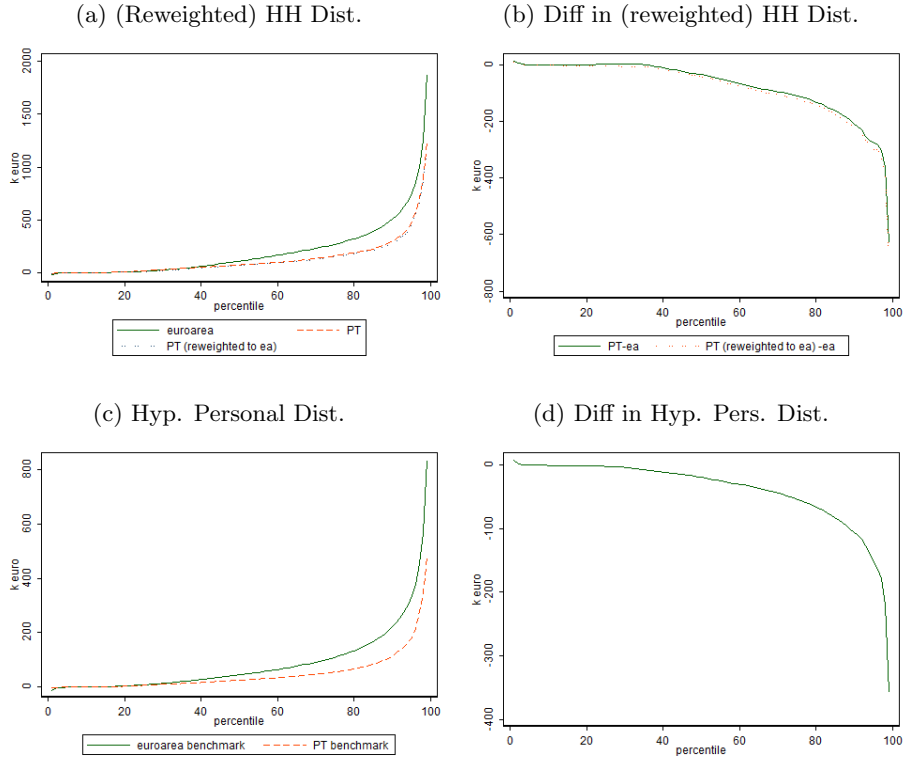 (a) (Reweighted) HH Dist.
(b) Diff in (reweighted) HH Dist.
2000
1500
1000
500
0
k euro
0 20 40 60 80 100
percentile
euroarea
PT
PT (reweighted to ea)
0
-200
-400
-600
-800
k euro
0 20 40 60 80 100
percentile
PT-ea
PT (reweighted to ea) -ea
(c) Hyp. Personal Dist.
(d) Diff in Hyp. Pers. Dist.
800
600
400
200
0
k euro
0 20 40 60 80 100
percentile
euroarea benchmark
PT benchmark
0
-100
-200
-300
-400
k euro
0 20 40 60 80 100
percentile